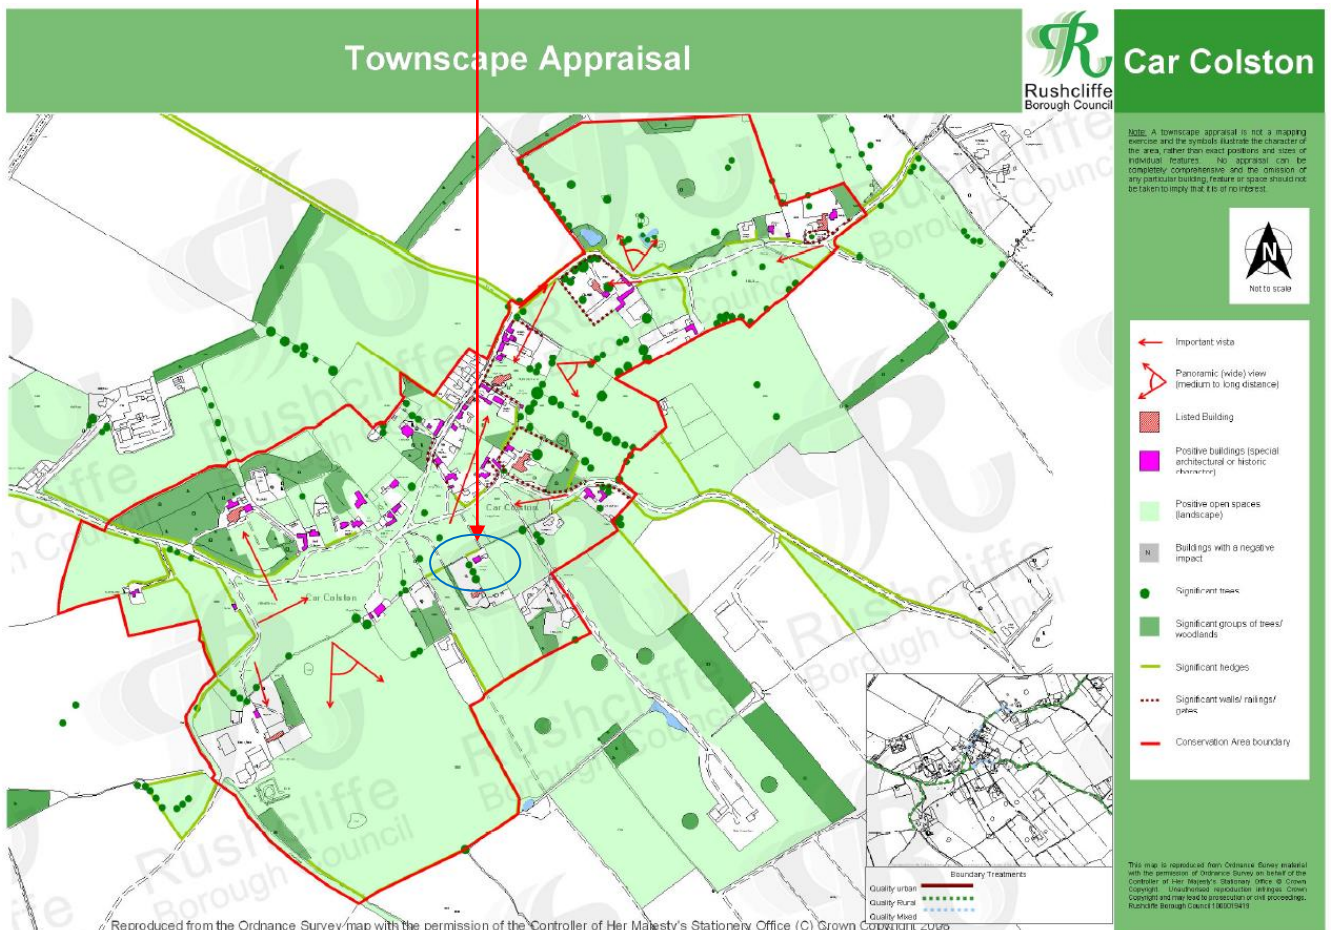 Townscape Appraisal
Rushcliffe
Borough Council
Car Colston
Note: A townscape appraisal is not a mapping
exercise and the symbols illustrate the character of
the area, rather than exact positions and sizes of
individual features. No appraisal can be
completely comprehensive and the omission of
any particular building, feature or space should not
be taken to imply that it is of no interest.
N
Not to scale
Important vista
Panoramic (wide) view
(medium to long distance)
Listed Building
Positive buildings (special
architectural or historic
character)
Positive open spaces
(landscape)
N
Buildings with a negative
impact
Significant trees
Significant groups of trees/
woodlands
Significant hedges
Significant walls/ railings/
gates
Conservation Area boundary
Car Colston
Car Colston
Boundary Treatments
Quality urban
Quality Rural
Quality Mixed
This map is reproduced from Ordnance Survey material
with the permission of Ordnance Survey on behalf of the
Controller of Her Majesty's Stationary Office © Crown
Copyright. Unauthorised reproduction infringes Crown
Copyright and may lead to prosecution or civil proceedings.
Rushcliffe Borough Council 100019419
Reproduced from the Ordnance Survey map with the permission of the Controller of Her Majesty's Stationery Office (C) Crown Copyright 2008